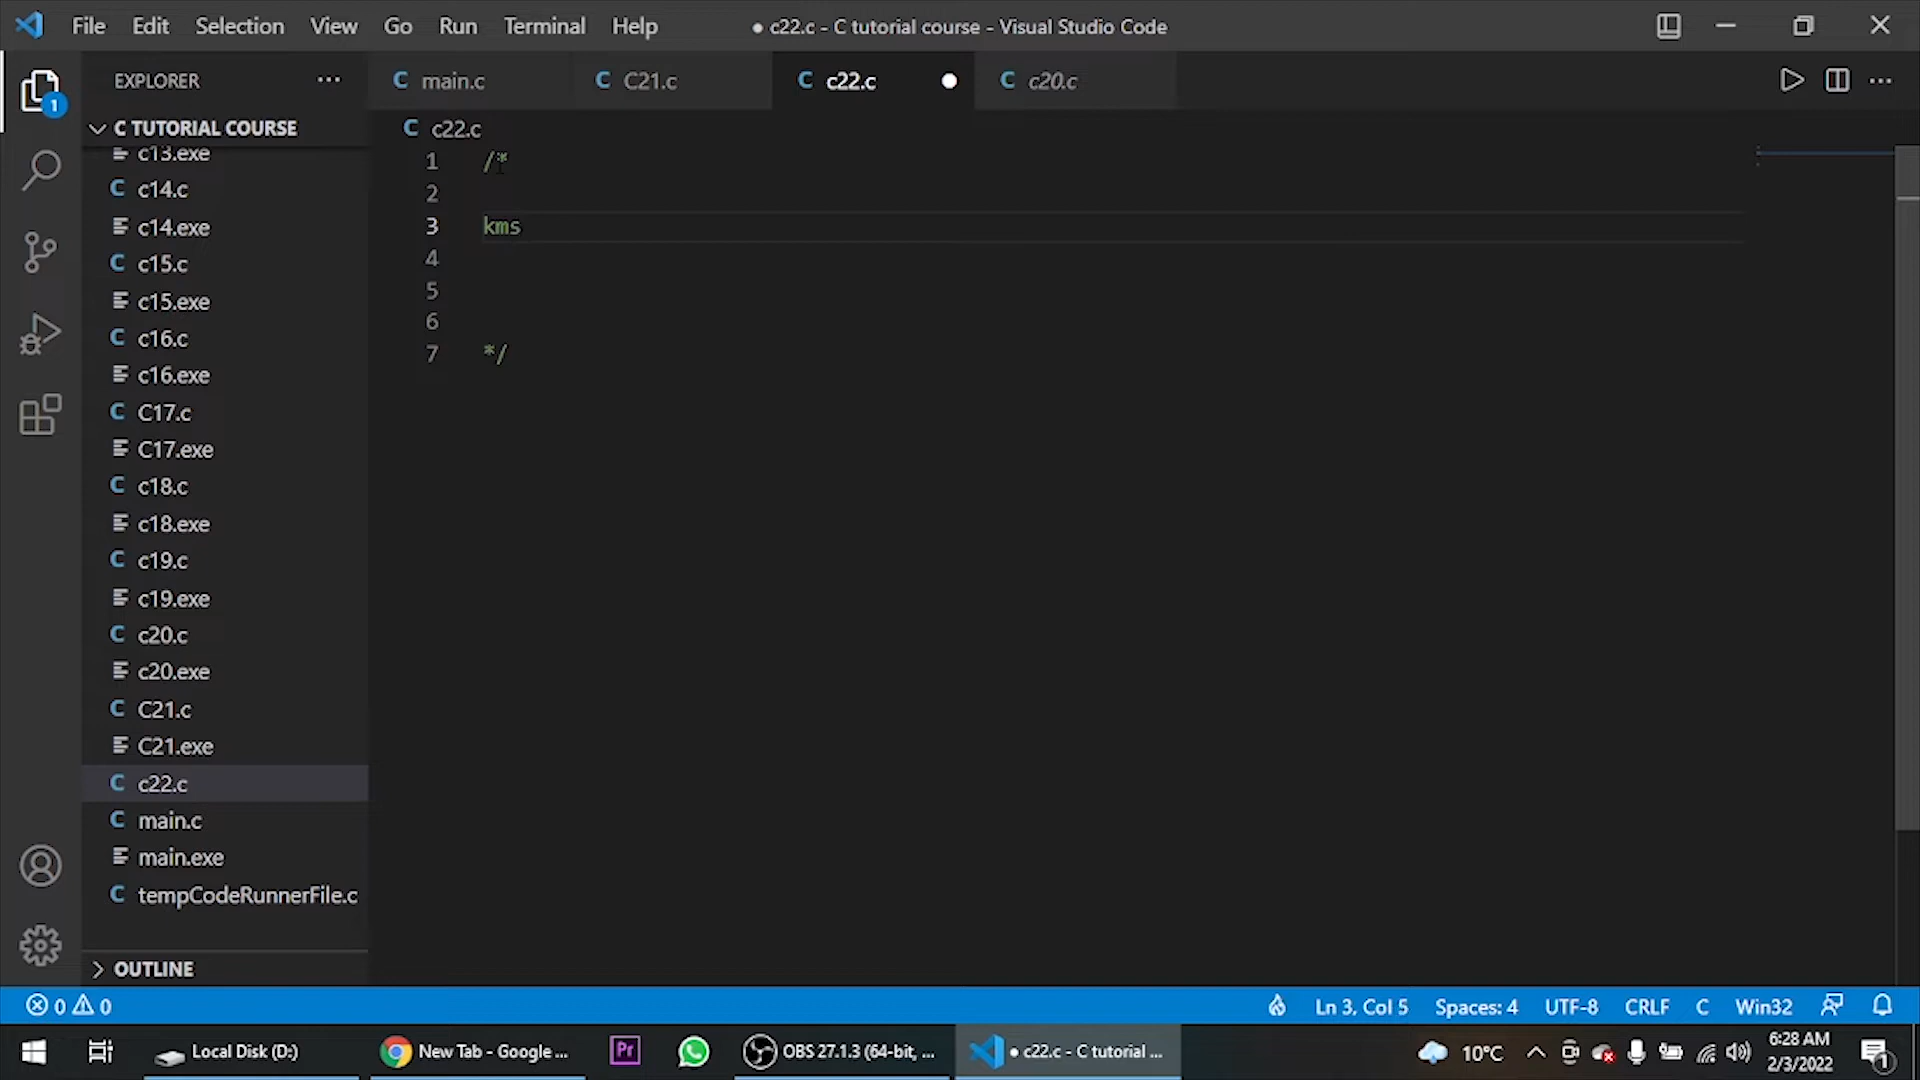 File Edit Selection View Go Run Terminal Help
● c22.c - C tutorial course - Visual Studio Code
1
EXPLORER ···
C TUTORIAL COURSE
c13.exe
c14.c
c14.exe
c15.c
c15.exe
c16.c
c16.exe
C17.c
C17.exe
c18.c
c18.exe
c19.c
c19.exe
c20.c
c20.exe
C21.c
C21.exe
c22.c
main.c
main.exe
tempCodeRunnerFile.c
OUTLINE
C main.c C C21.c C c22.c C c20.c
C c22.c
1 /*
2
3 kms
4
5
6
7 */
0 0
Ln 3, Col 5 Spaces: 4 UTF-8 CRLF C Win32
Local Disk (D:) New Tab - Google ... Pr OBS 27.1.3 (64-bit, ... ● c22.c - C tutorial ...
10°C
6:28 AM
2/3/2022
1